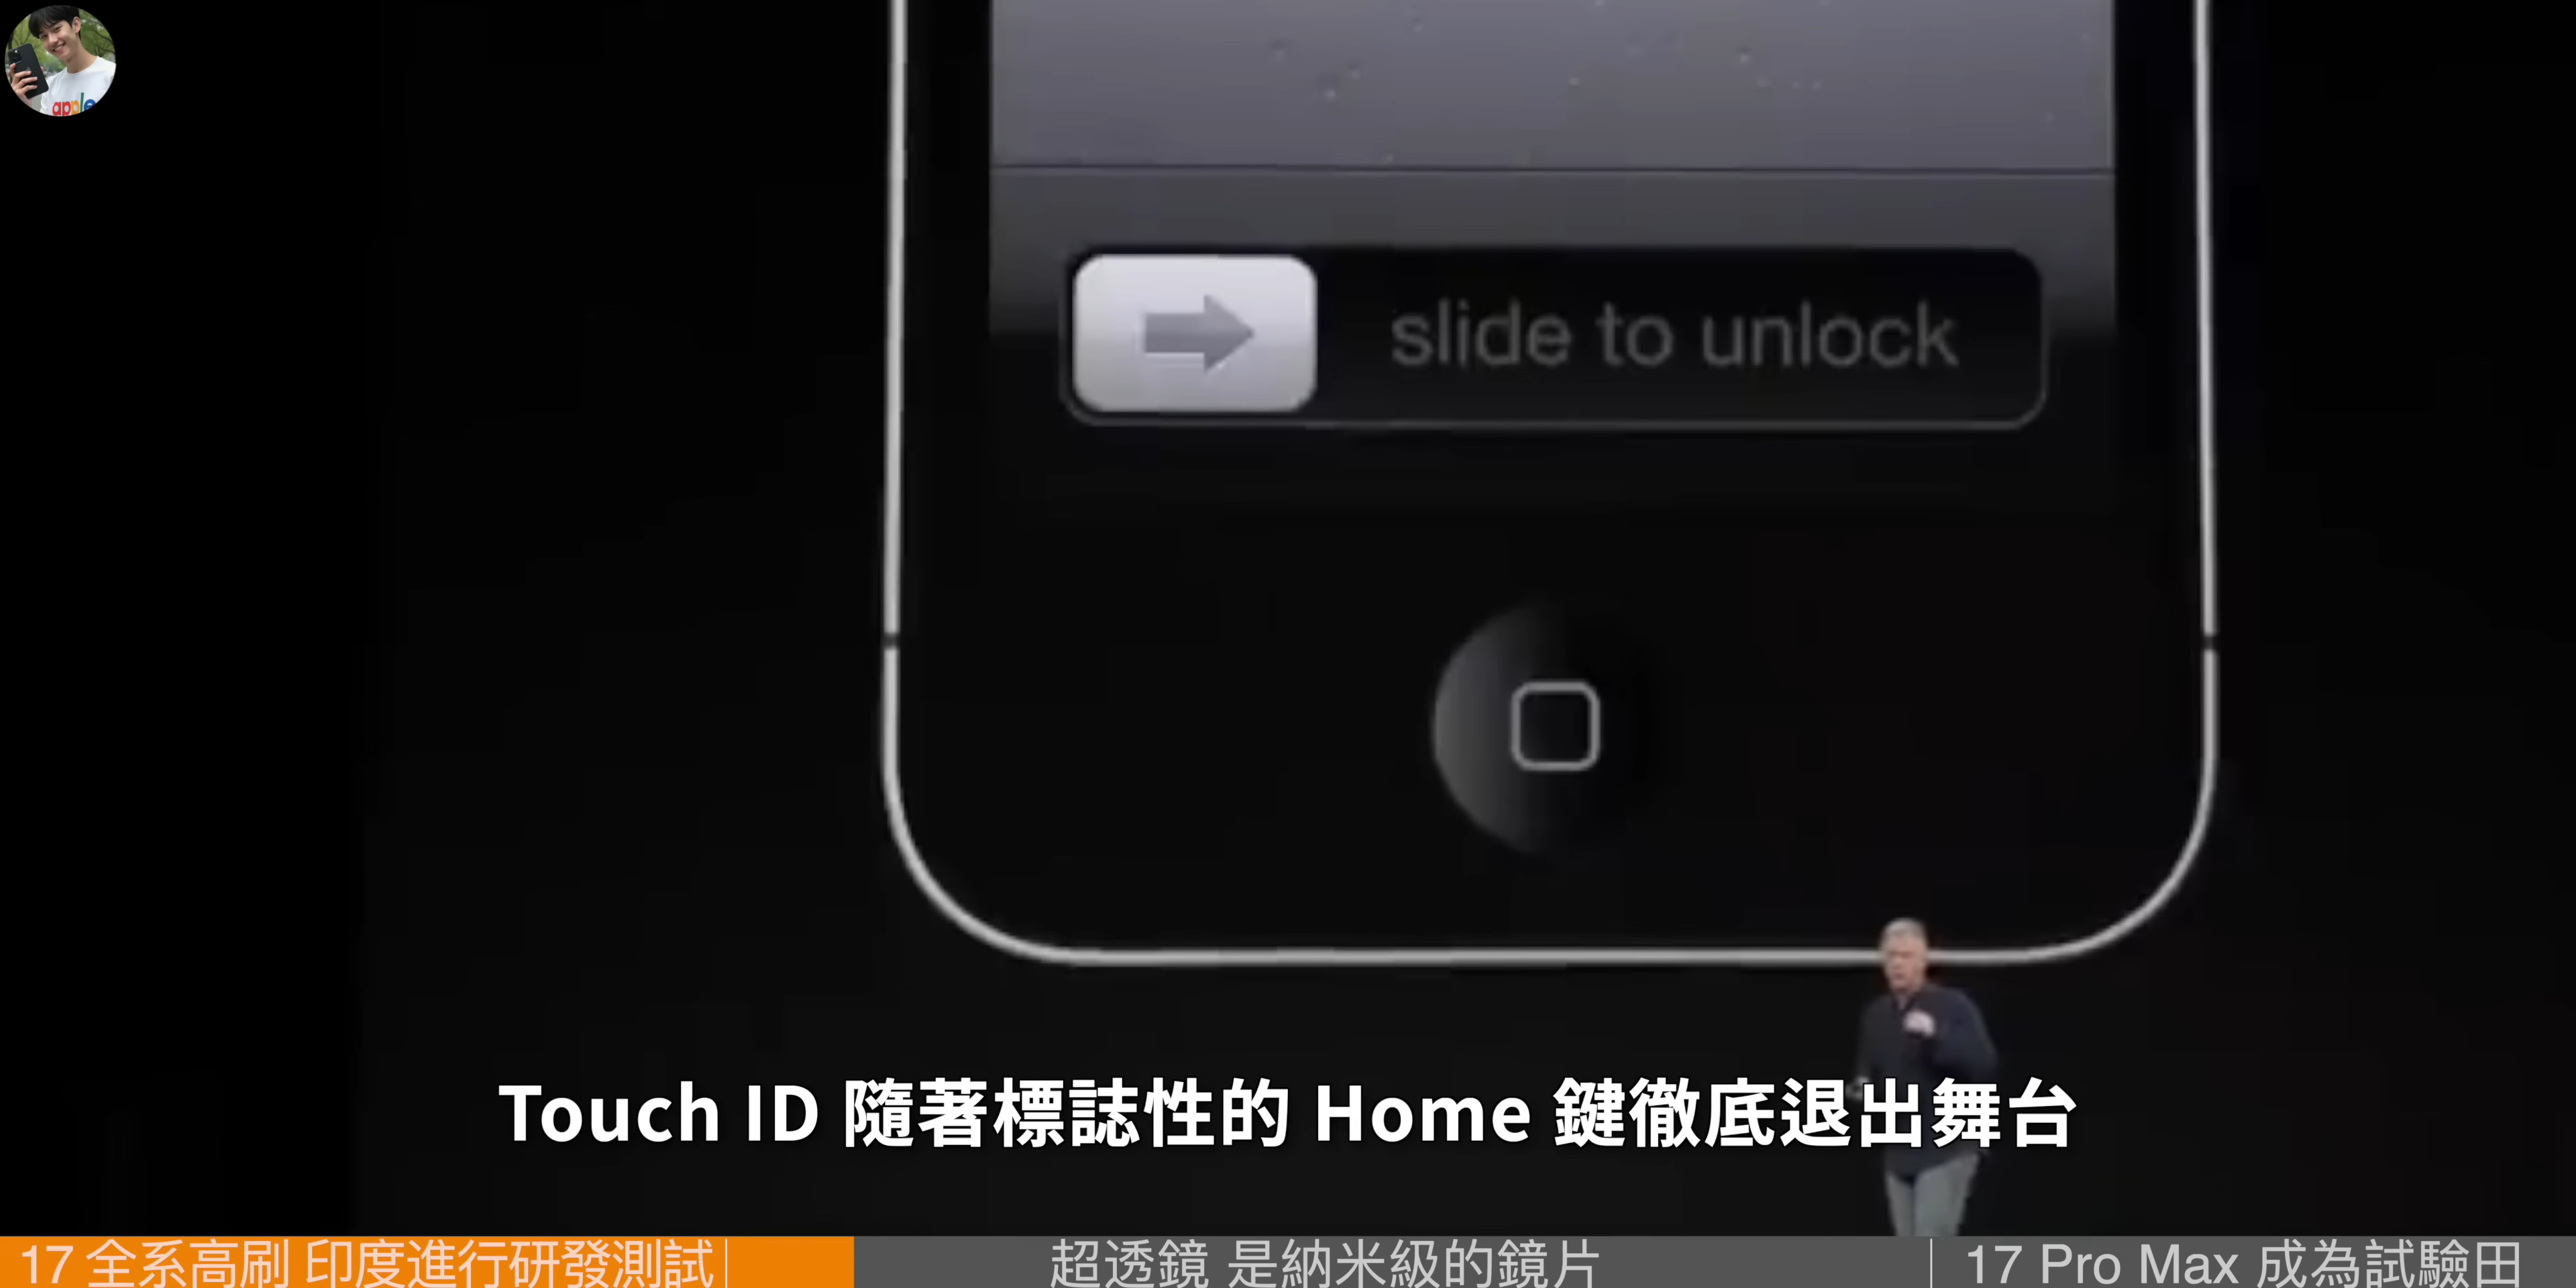 apple
slide to unlock
Touch ID 隨著標誌性的 Home 鍵徹底退出舞台
17 全系高刷 印度進行研發測試
超透鏡 是納米級的鏡片
17 Pro Max 成為試驗田